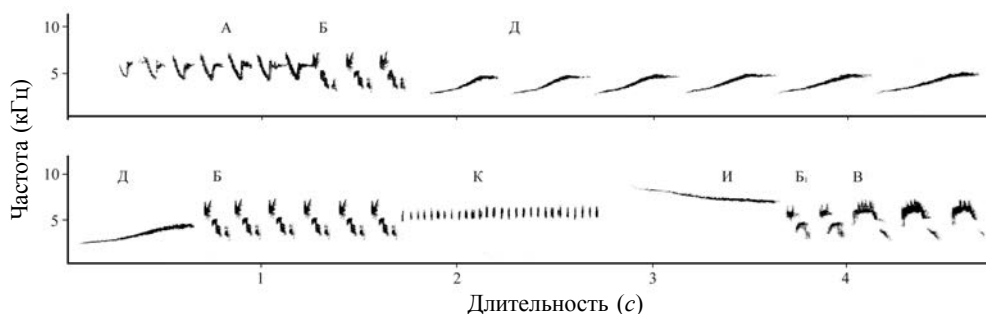 Частота (кГц)
10
5
А Б Д
10
5
Д Б К И Б₁ В
1 2 3 4
Длительность (с)